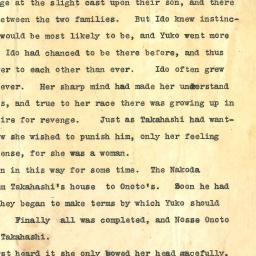 ge at the slight cast upon their son, and there
between the two families. But Ido knew instinc-
would be most likely to be, and Yuko went more
Ido had chanced to be there before, and thus
er to each other than ever. Ido often grew
ever. Her sharp mind had made her understand
s, and true to her race there was growing up in
ire for revenge. Just as Takahashi had want-
w she wished to punish him, only her feeling
ense, for she was a woman.
n in this way for some time. The Nakoda
m Takahashi's house to Onoto's. Soon he had
they began to make terms by which Yuko should
Finally all was completed, and Nosse Onoto
Takahashi.
rst heard it she only bowed her head macefully.